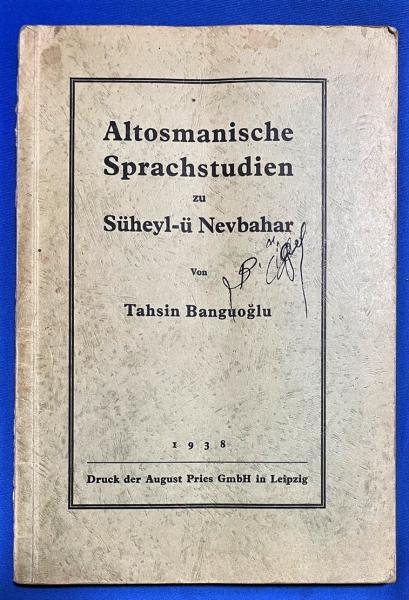 Altosmanische
Sprachstudien
zu
Süheyl-ü Nevbahar
Von
Tahsin Banguoğlu
1938
Druck der August Pries GmbH in Leipzig